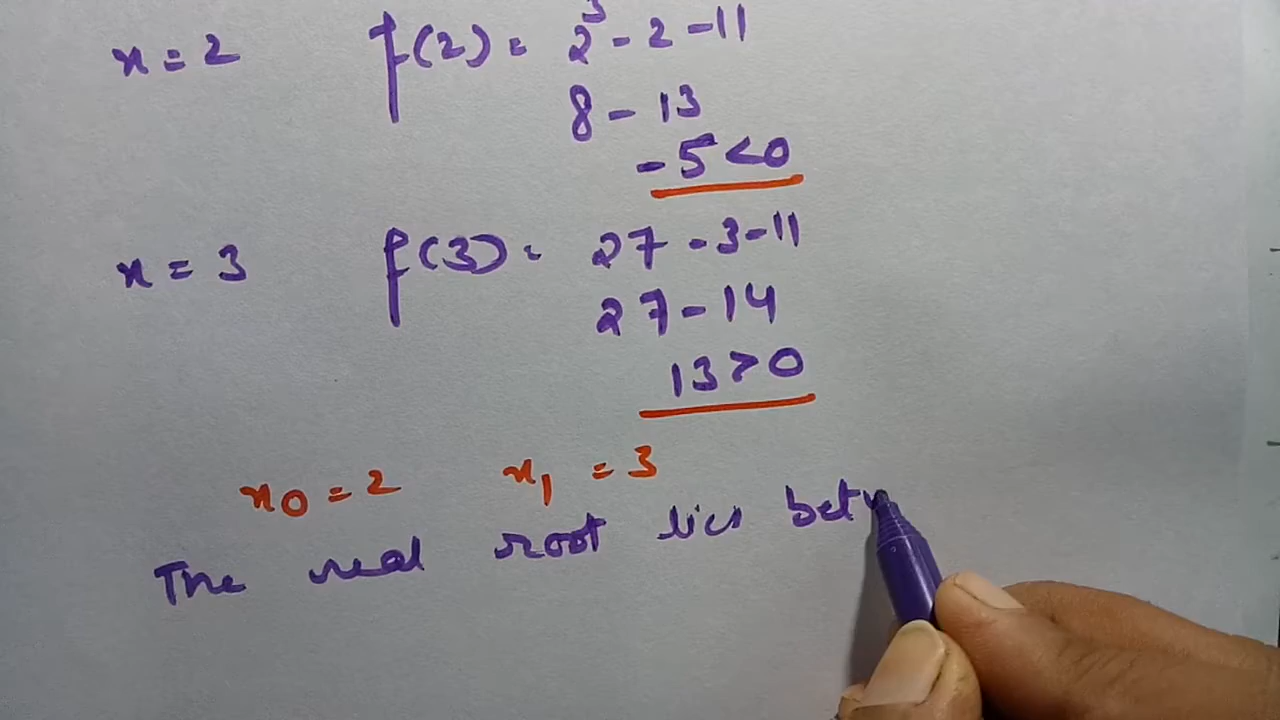 x = 2 f(2) = 2³ - 2 - 11
8 - 13
- 5 < 0
x = 3 f(3) = 27 - 3 - 11
27 - 14
13 > 0
x0 = 2 x1 = 3
The real root lies betw